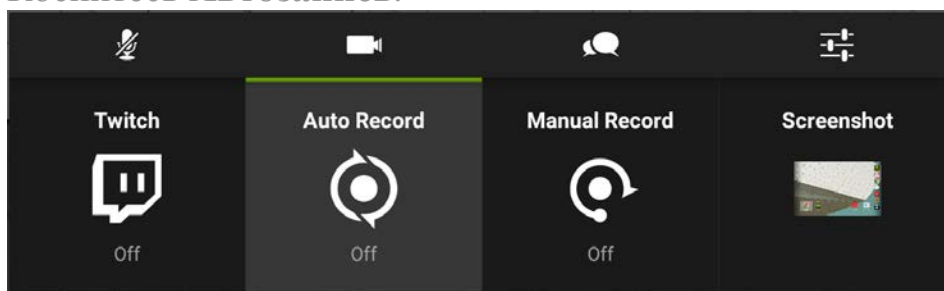 Twitch
Auto Record
Manual Record
Screenshot
Off
Off
Off